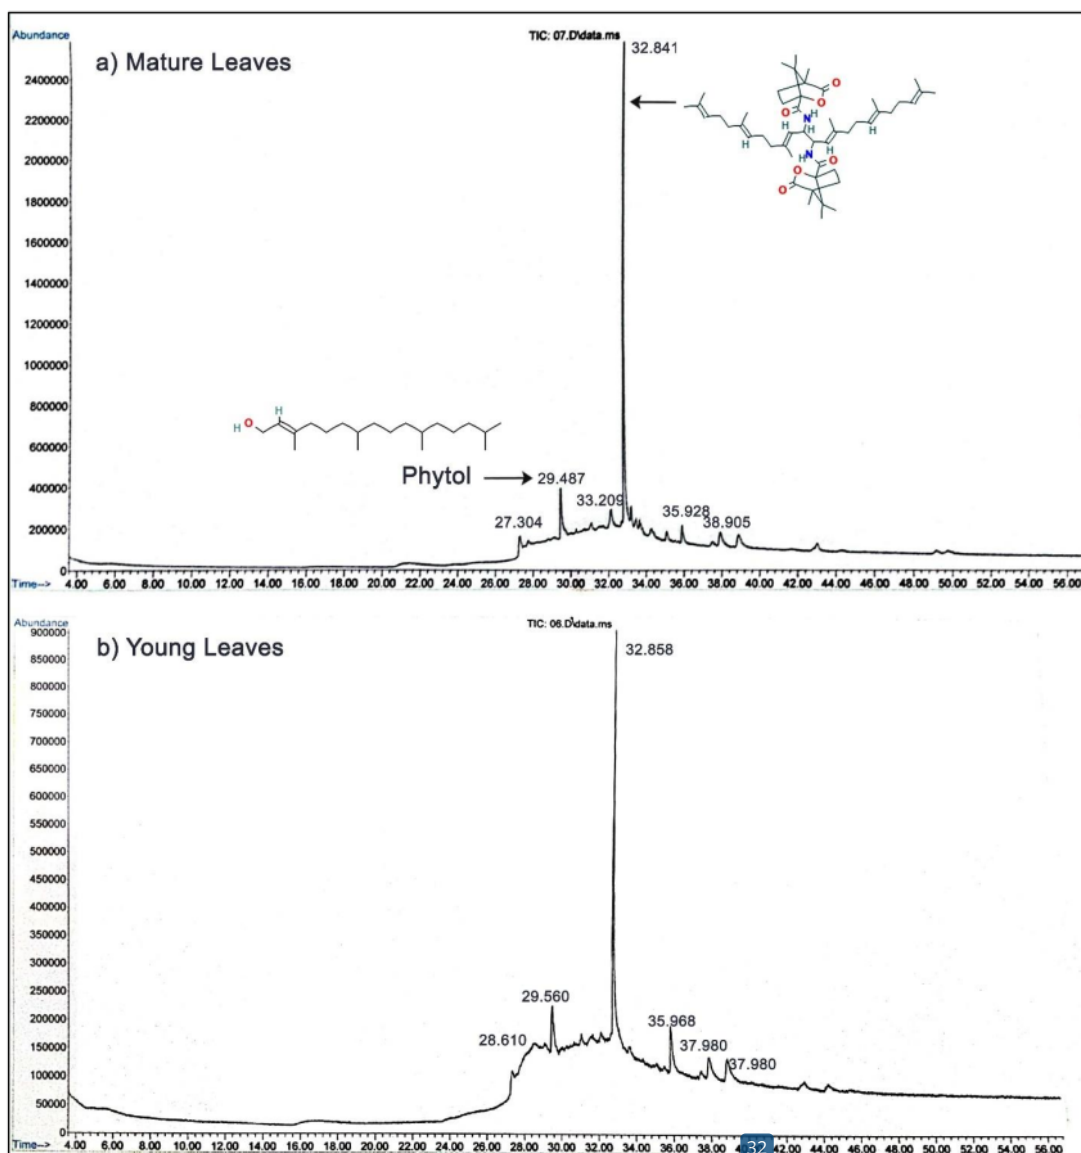 Abundance
TIC: 07.D\data.ms
32.841
a) Mature Leaves
2400000
2200000
2000000
1800000
1600000
1400000
1200000
1000000
800000
600000
400000
200000
0
O
O
O
N
H
H
H
H
H
H
N
O
O
O
H
H O
Phytol
29.487
27.304
33.209
35.928
38.905
Time-->
4.00 6.00 8.00 10.00 12.00 14.00 16.00 18.00 20.00 22.00 24.00 26.00 28.00 30.00 32.00 34.00 36.00 38.00 40.00 42.00 44.00 46.00 48.00 50.00 52.00 54.00 56.00
Abundance
TIC: 06.D\data.ms
32.858
b) Young Leaves
900000
850000
800000
750000
700000
650000
600000
550000
500000
450000
400000
350000
300000
250000
200000
150000
100000
50000
0
29.560
28.610
35.968
37.980
37.980
Time-->
4.00 6.00 8.00 10.00 12.00 14.00 16.00 18.00 20.00 22.00 24.00 26.00 28.00 30.00 32.00 34.00 36.00 38.00 32 42.00 44.00 46.00 48.00 50.00 52.00 54.00 56.00